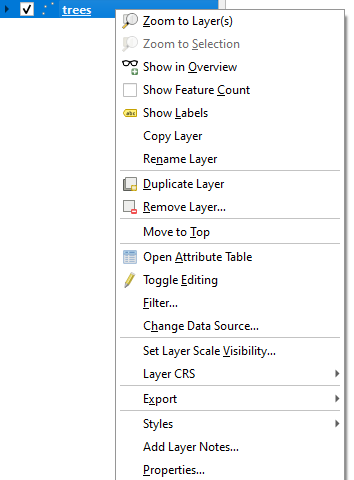 trees
Zoom to Layer(s)
Zoom to Selection
Show in Overview
Show Feature Count
abc Show Labels
Copy Layer
Rename Layer
Duplicate Layer
Remove Layer...
Move to Top
Open Attribute Table
Toggle Editing
Filter...
Change Data Source...
Set Layer Scale Visibility...
Layer CRS
Export
Styles
Add Layer Notes...
Properties...